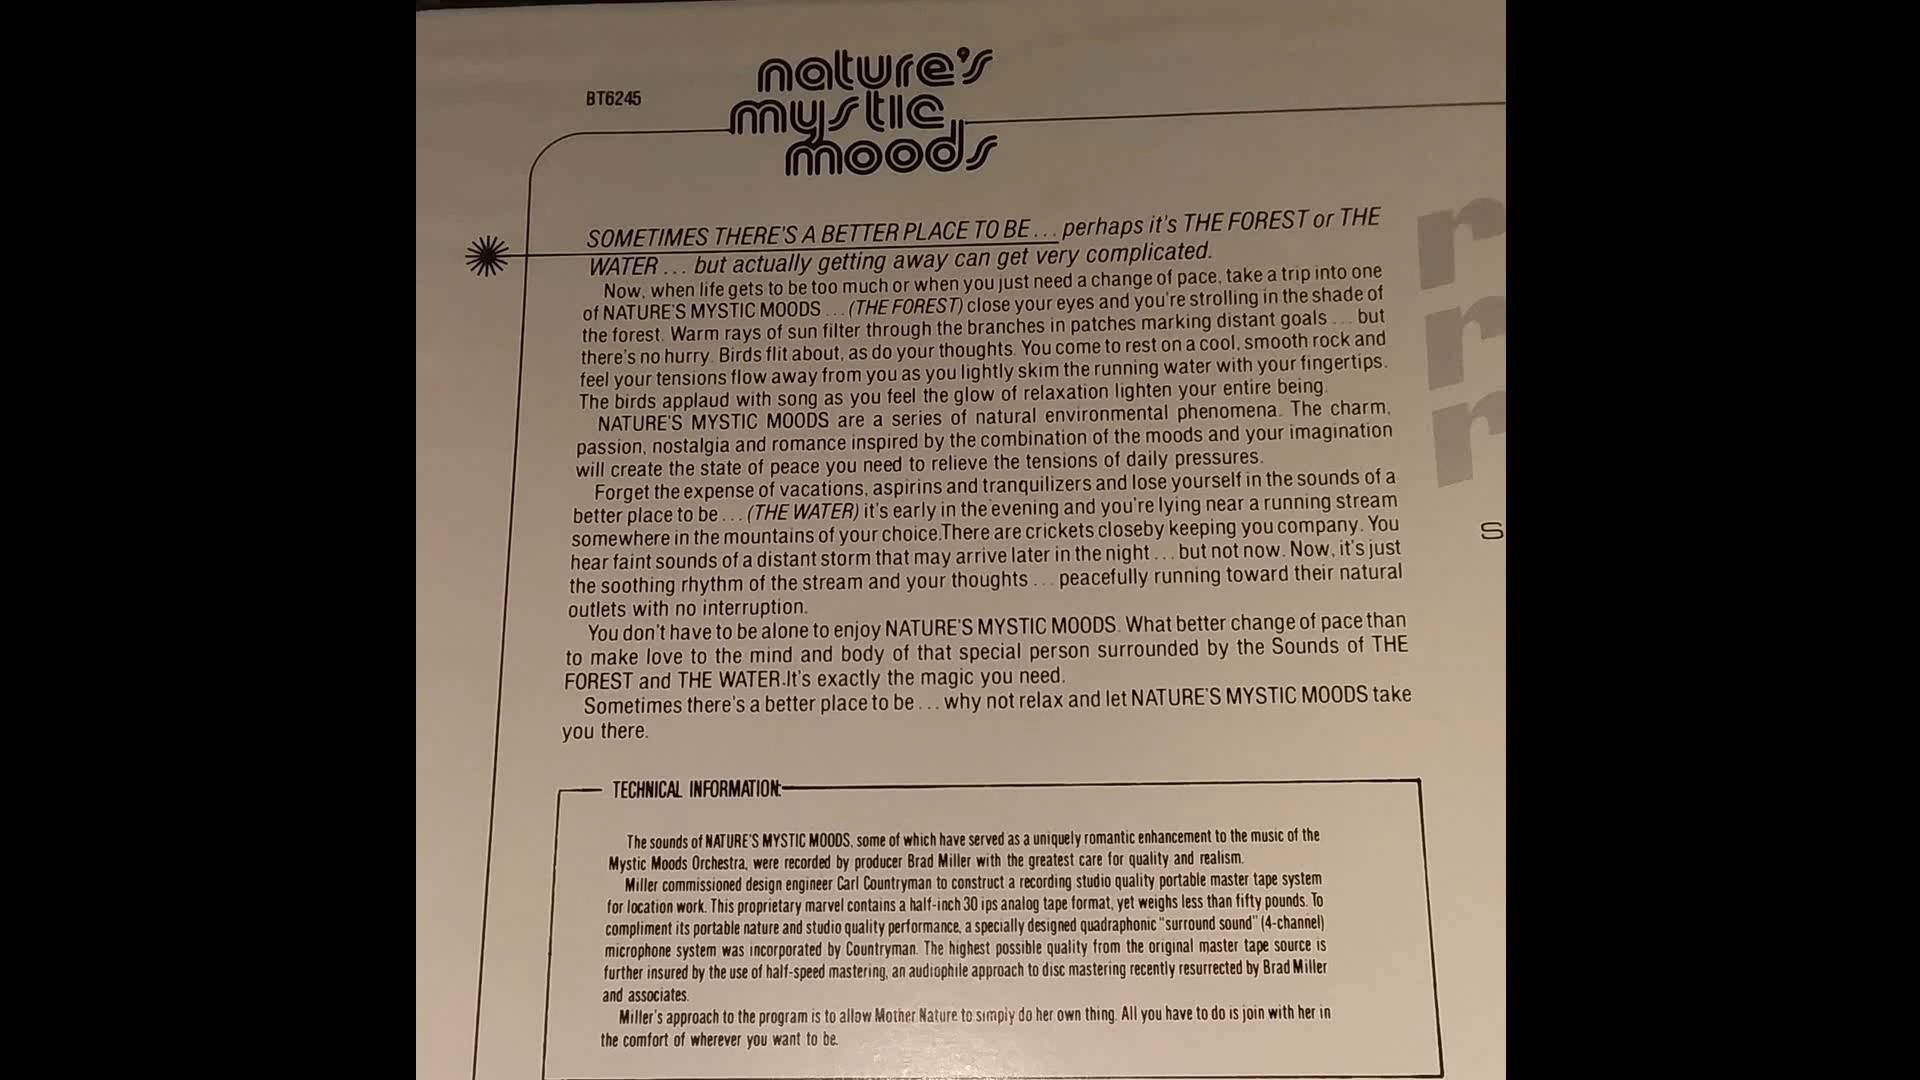 BT6245
nature's
mystic
moods
SOMETIMES THERE'S A BETTER PLACE TO BE... perhaps it's THE FOREST or THE
WATER... but actually getting away can get very complicated.
Now, when life gets to be too much or when you just need a change of pace, take a trip into one
of NATURE'S MYSTIC MOODS... (THE FOREST) close your eyes and you're strolling in the shade of
the forest. Warm rays of sun filter through the branches in patches marking distant goals... but
there's no hurry. Birds flit about, as do your thoughts. You come to rest on a cool, smooth rock and
feel your tensions flow away from you as you lightly skim the running water with your fingertips.
The birds applaud with song as you feel the glow of relaxation lighten your entire being.
NATURE'S MYSTIC MOODS are a series of natural environmental phenomena. The charm,
passion, nostalgia and romance inspired by the combination of the moods and your imagination
will create the state of peace you need to relieve the tensions of daily pressures.
Forget the expense of vacations, aspirins and tranquilizers and lose yourself in the sounds of a
better place to be... (THE WATER) it's early in the evening and you're lying near a running stream
somewhere in the mountains of your choice.There are crickets closeby keeping you company. You
hear faint sounds of a distant storm that may arrive later in the night... but not now. Now, it's just
the soothing rhythm of the stream and your thoughts... peacefully running toward their natural
outlets with no interruption.
You don't have to be alone to enjoy NATURE'S MYSTIC MOODS. What better change of pace than
to make love to the mind and body of that special person surrounded by the Sounds of THE
FOREST and THE WATER.It's exactly the magic you need.
Sometimes there's a better place to be... why not relax and let NATURE'S MYSTIC MOODS take
you there.
TECHNICAL INFORMATION:
The sounds of NATURE'S MYSTIC MOODS, some of which have served as a uniquely romantic enhancement to the music of the
Mystic Moods Orchestra, were recorded by producer Brad Miller with the greatest care for quality and realism.
Miller commissioned design engineer Carl Countryman to construct a recording studio quality portable master tape system
for location work. This proprietary marvel contains a half-inch 30 ips analog tape format, yet weighs less than fifty pounds. To
compliment its portable nature and studio quality performance, a specially designed quadraphonic "surround sound" (4-channel)
microphone system was incorporated by Countryman. The highest possible quality from the original master tape source is
further insured by the use of half-speed mastering, an audiophile approach to disc mastering recently resurrected by Brad Miller
and associates.
Miller's approach to the program is to allow Mother Nature to simply do her own thing. All you have to do is join with her in
the comfort of wherever you want to be.